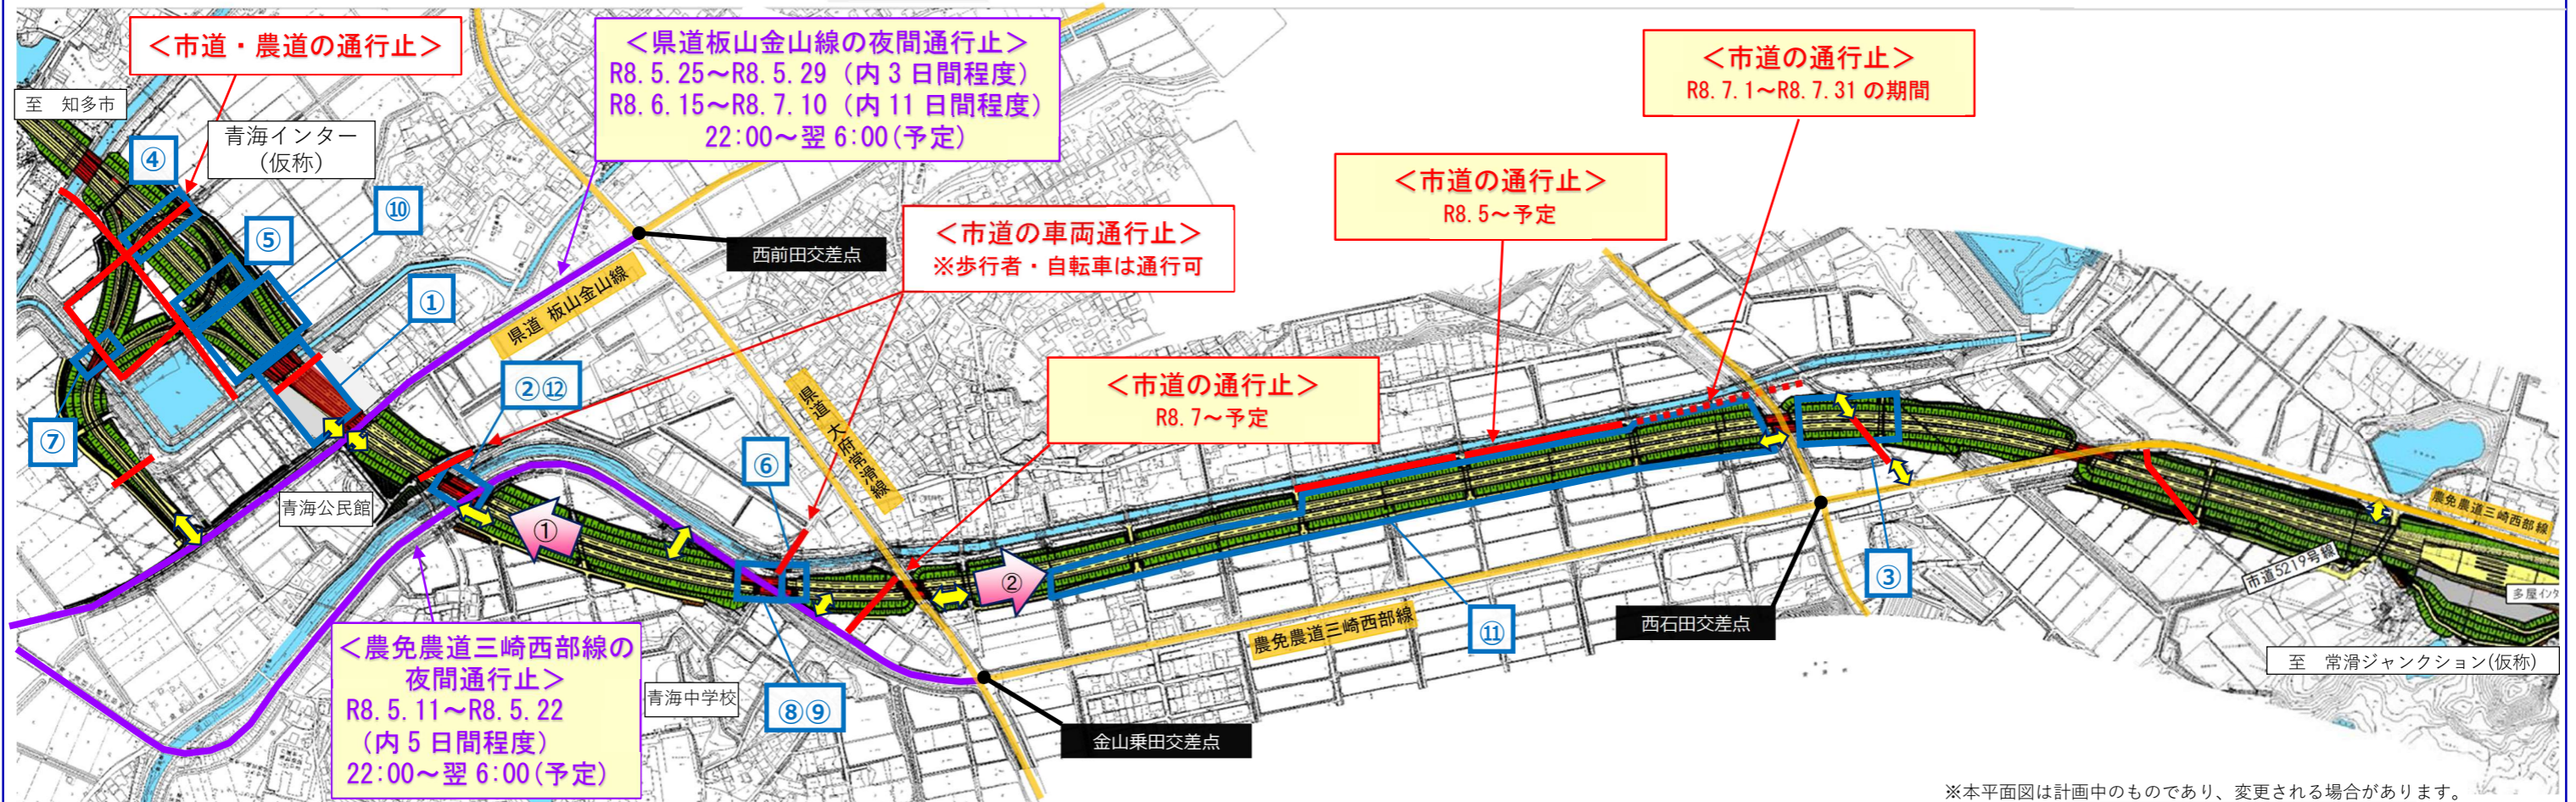 ＜市道・農道の通行止＞
至　知多市
青海インター
(仮称)
＜県道板山金山線の夜間通行止＞
R8.5.25～R8.5.29（内3日間程度）
R8.6.15～R8.7.10（内11日間程度）
22:00～翌6:00(予定)
＜市道の通行止＞
R8.7.1～R8.7.31の期間
＜市道の通行止＞
R8.5～予定
＜市道の車両通行止＞
※歩行者・自転車は通行可
西前田交差点
県道 板山金山線
④
⑩
⑤
①
②⑫
⑦
県道 大府常滑線
＜市道の通行止＞
R8.7～予定
⑥
青海公民館
①
②
③
⑪
⑧⑨
農免農道三崎西部線
市道5219号線
多屋インタ
農免農道三崎西部線
西石田交差点
至　常滑ジャンクション(仮称)
＜農免農道三崎西部線の
夜間通行止＞
R8.5.11～R8.5.22
（内5日間程度）
22:00～翌6:00(予定)
青海中学校
金山乗田交差点
※本平面図は計画中のものであり、変更される場合があります。